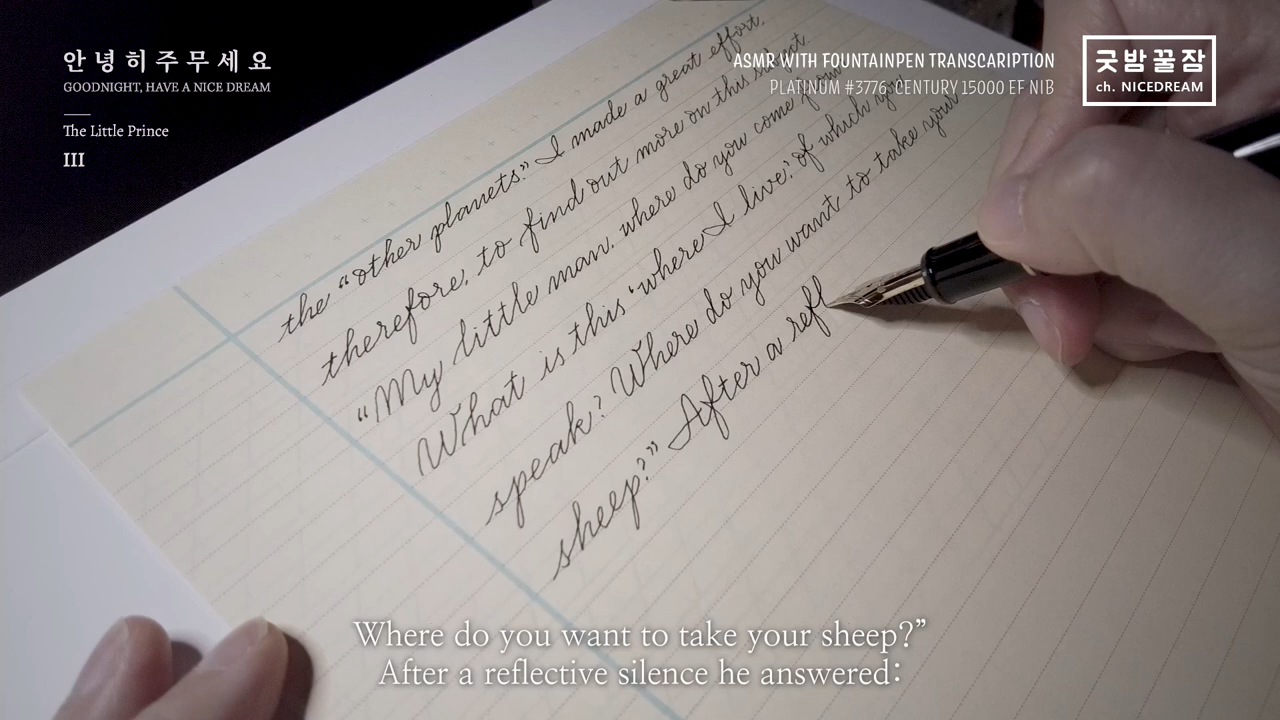 안녕히주무세요
GOODNIGHT, HAVE A NICE DREAM
The Little Prince
III
ASMR WITH FOUNTAINPEN TRANSCARIPTION
PLATINUM #3776 CENTURY 15000 EF NIB
굿밤꿀잠
ch. NICEDREAM
the “other planets.” I made a great effort,
therefore, to find out more on this
“My little man, where do you come from
What is this ‘where I live,’ of which you
speak? Where do you want to take your
sheep?” After a refl
Where do you want to take your sheep?”
After a reflective silence he answered: